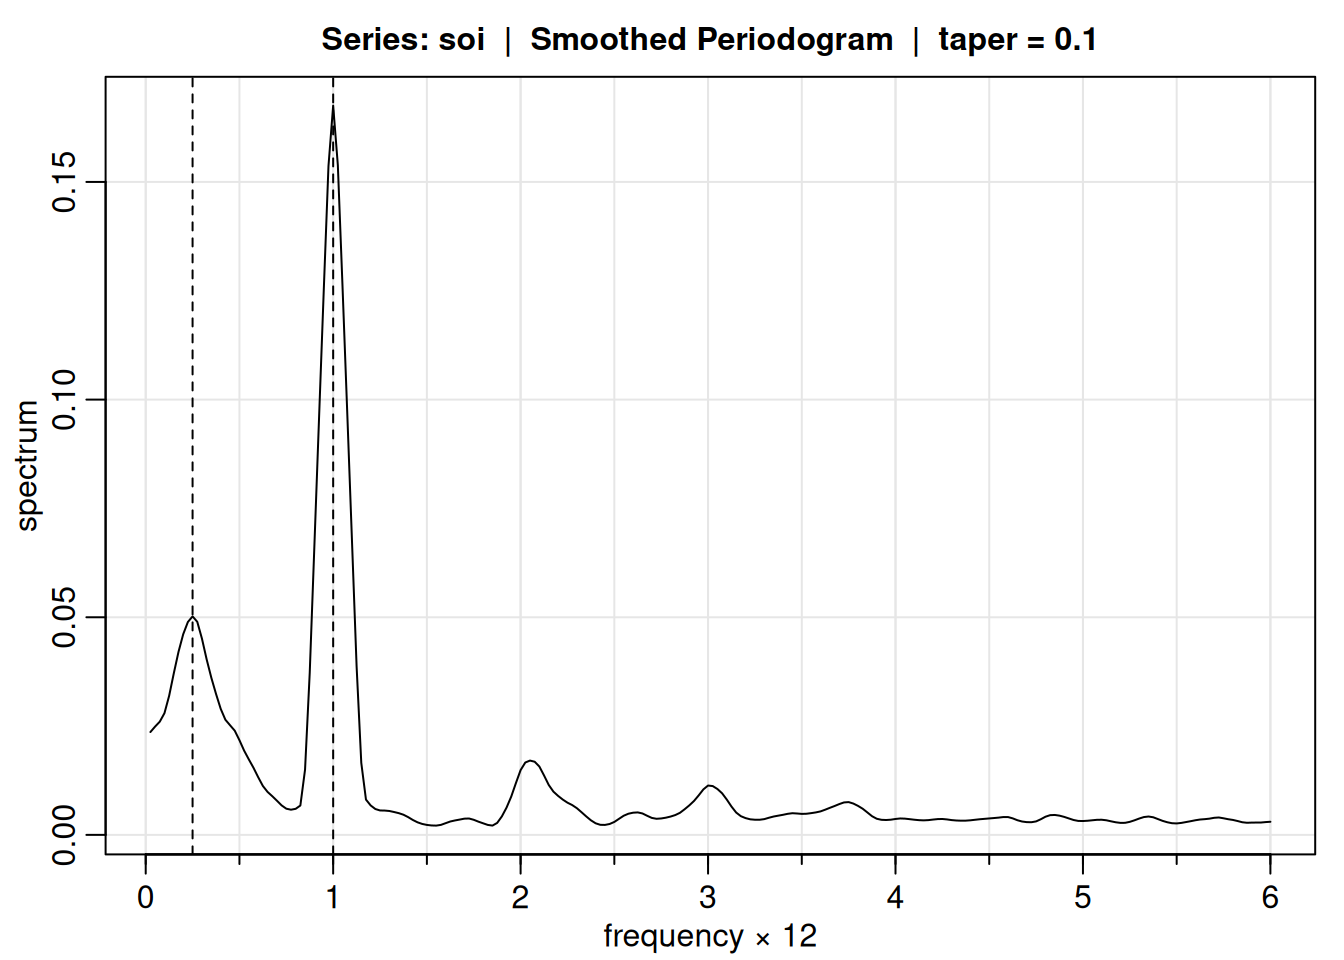 Series: soi | Smoothed Periodogram | taper = 0.1
spectrum
0.15
0.10
0.05
0.00
0 1 2 3 4 5 6
frequency × 12